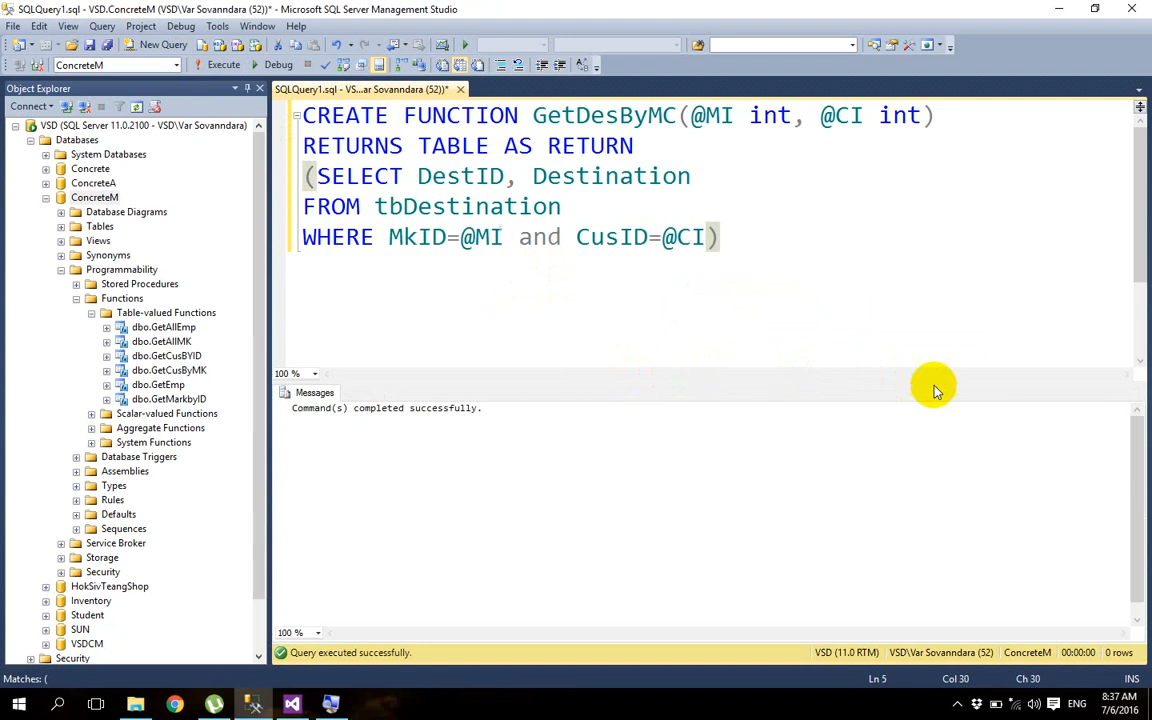 SQLQuery1.sql - VSD.ConcreteM (VSD\Var Sovanndara (52))* - Microsoft SQL Server Management Studio
File Edit View Query Project Debug Tools Window Help
New Query
ConcreteM Execute Debug
Object Explorer
SQLQuery1.sql - VS...ar Sovanndara (52))*
Connect
VSD (SQL Server 11.0.2100 - VSD\Var Sovanndara)
Databases
System Databases
Concrete
ConcreteA
ConcreteM
Database Diagrams
Tables
Views
Synonyms
Programmability
Stored Procedures
Functions
Table-valued Functions
dbo.GetAllEmp
dbo.GetAllMK
dbo.GetCusBYID
dbo.GetCusByMK
dbo.GetEmp
dbo.GetMarkbyID
Scalar-valued Functions
Aggregate Functions
System Functions
Database Triggers
Assemblies
Types
Rules
Defaults
Sequences
Service Broker
Storage
Security
HokSivTeangShop
Inventory
Student
SUN
VSDCM
Security
CREATE FUNCTION GetDesByMC(@MI int, @CI int)
RETURNS TABLE AS RETURN
(SELECT DestID, Destination
FROM tbDestination
WHERE MkID=@MI and CusID=@CI)
100 %
Messages
Command(s) completed successfully.
100 %
Query executed successfully. VSD (11.0 RTM) VSD\Var Sovanndara (52) ConcreteM 00:00:00 0 rows
Matches: ( Ln 5 Col 30 Ch 30 INS
ENG
8:37 AM
7/6/2016